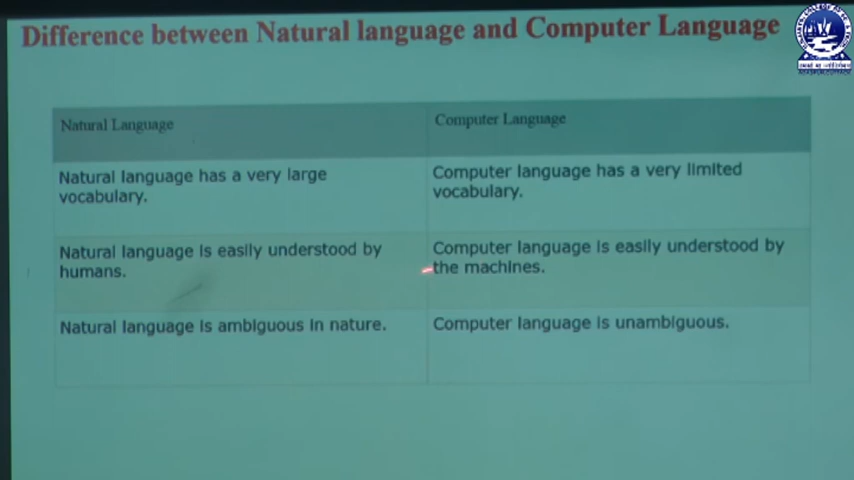 Difference between Natural language and Computer Language
Natural Language
Computer Language
Natural language has a very large
vocabulary.
Computer language has a very limited
vocabulary.
Natural language is easily understood by
humans.
Computer language is easily understood by
the machines.
Natural language is ambiguous in nature.
Computer language is unambiguous.